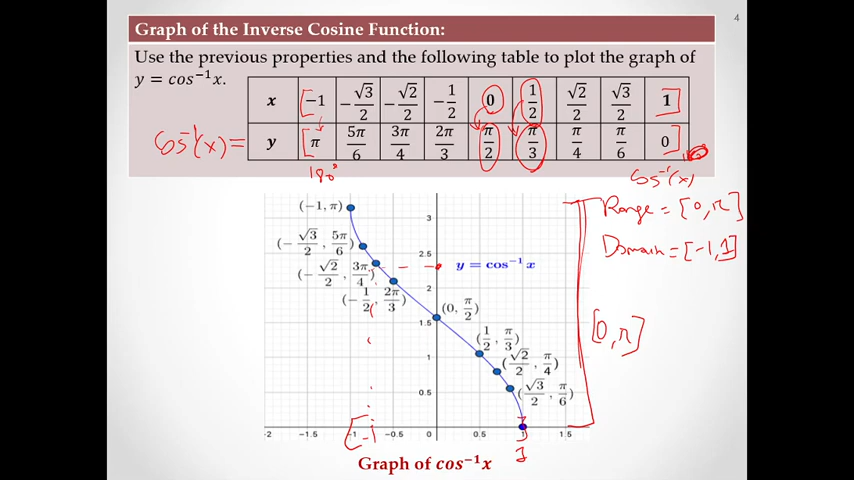 4
Graph of the Inverse Cosine Function:
Use the previous properties and the following table to plot the graph of
y = cos⁻¹x.
x [−1 −√3/2 −√2/2 −1/2 0 1/2 √2/2 √3/2 1]
cos⁻¹(x) = y [π 5π/6 3π/4 2π/3 π/2 π/3 π/4 π/6 0]
180°
cos⁻¹(x)
Range = [0, π]
Domain = [-1, 1]
[0, π]
(−1, π)
(−√3/2, 5π/6)
(−√2/2, 3π/4)
(−1/2, 2π/3)
y = cos⁻¹ x
(0, π/2)
(1/2, π/3)
(√2/2, π/4)
(√3/2, π/6)
3
2.5
2
1.5
1
0.5
-2 -1.5 -1 -0.5 0 0.5 1 1.5
[-1
1
Graph of cos⁻¹x